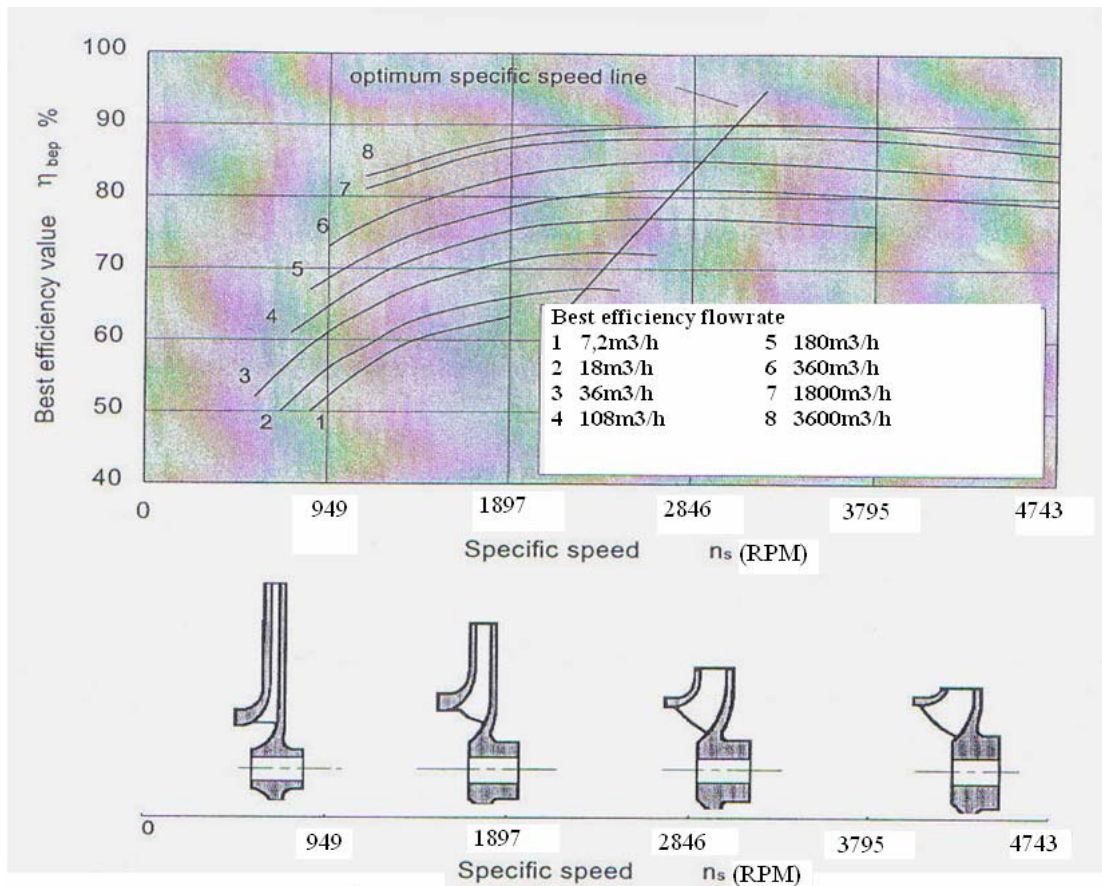 100
90
80
70
60
50
40
Best efficiency value η bep %
optimum specific speed line
8
7
6
5
4
3
2
1
Best efficiency flowrate
1 7,2m3/h 5 180m3/h
2 18m3/h 6 360m3/h
3 36m3/h 7 1800m3/h
4 108m3/h 8 3600m3/h
0 949 1897 2846 3795 4743
Specific speed ns (RPM)
0 949 1897 2846 3795 4743
Specific speed ns (RPM)